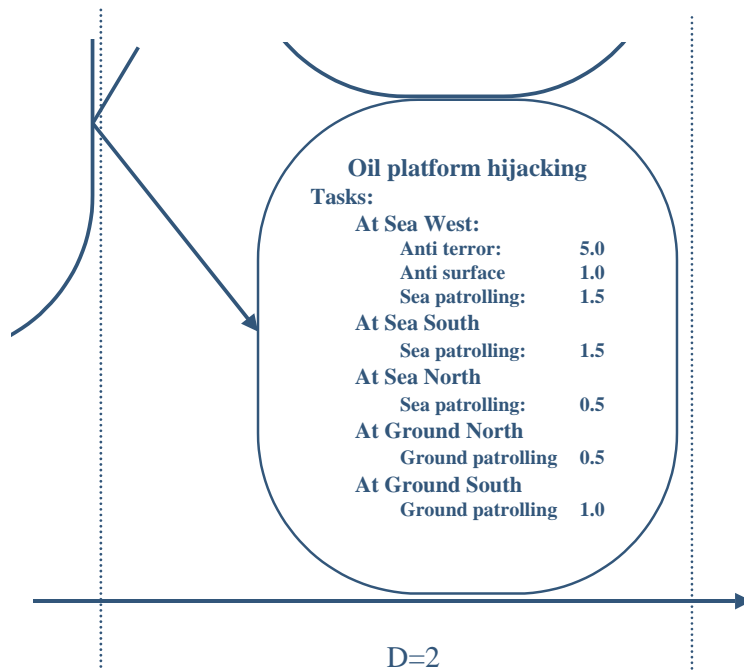 Oil platform hijacking
Tasks:
At Sea West:
Anti terror: 5.0
Anti surface 1.0
Sea patrolling: 1.5
At Sea South
Sea patrolling: 1.5
At Sea North
Sea patrolling: 0.5
At Ground North
Ground patrolling 0.5
At Ground South
Ground patrolling 1.0
D=2